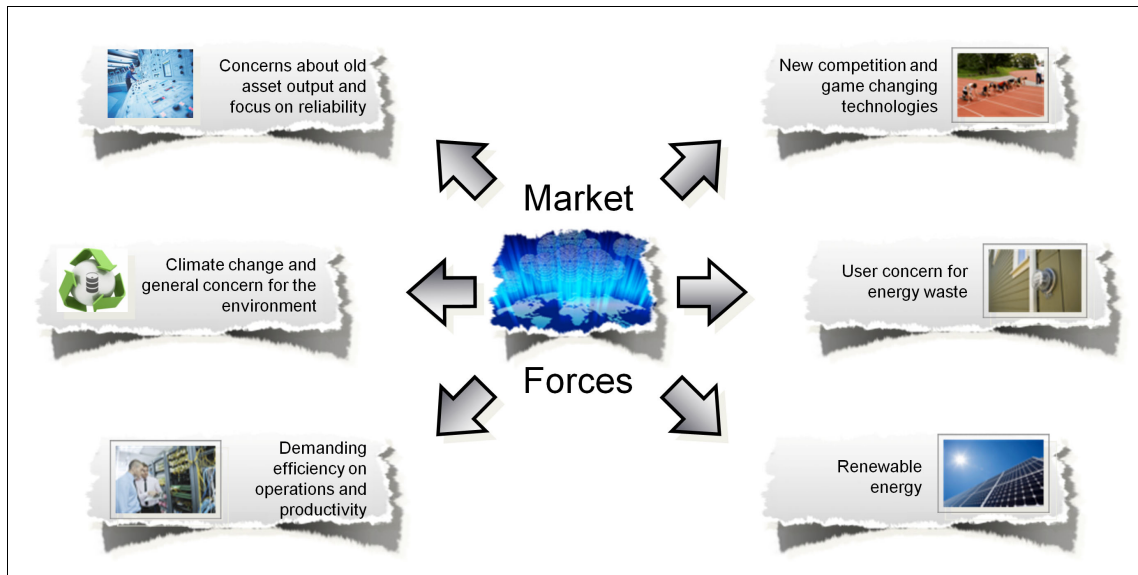 Concerns about old
asset output and
focus on reliability
New competition and
game changing
technologies
Market
Climate change and
general concern for the
environment
User concern for
energy waste
Forces
Demanding
efficiency on
operations and
productivity
Renewable
energy